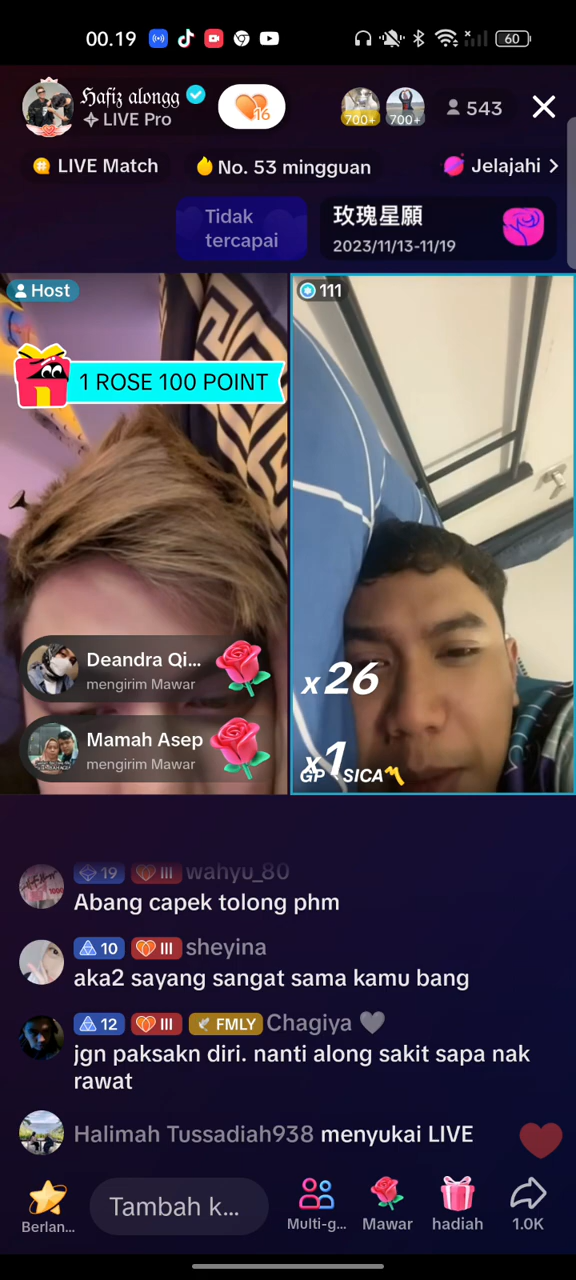 00.19
60
Hafiz alongg
LIVE Pro
16
700+
700+
543
LIVE Match
No. 53 mingguan
Jelajahi
Tidak
tercapai
玫瑰星願
2023/11/13-11/19
Host
111
1 ROSE 100 POINT
Deandra Qi...
mengirim Mawar
x26
Mamah Asep
mengirim Mawar
x1
GP SICA
19 III wahyu_80
Abang capek tolong phm
10 III sheyina
aka2 sayang sangat sama kamu bang
12 III FMLY Chagiya
jgn paksakn diri. nanti along sakit sapa nak
rawat
Halimah Tussadiah938 menyukai LIVE
Berlan...
Tambah k...
Multi-g...
Mawar
hadiah
1.0K